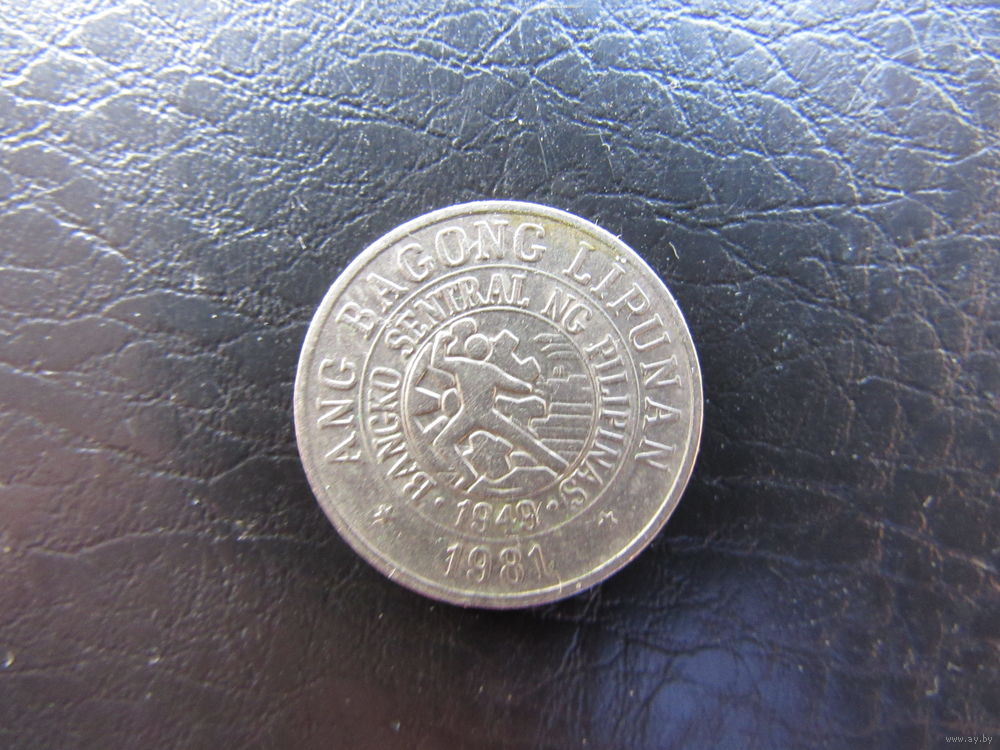 ANG BAGONG LIPUNAN
BANGKO SENTRAL NG PILIPINAS
1949
1981
www.ay.by